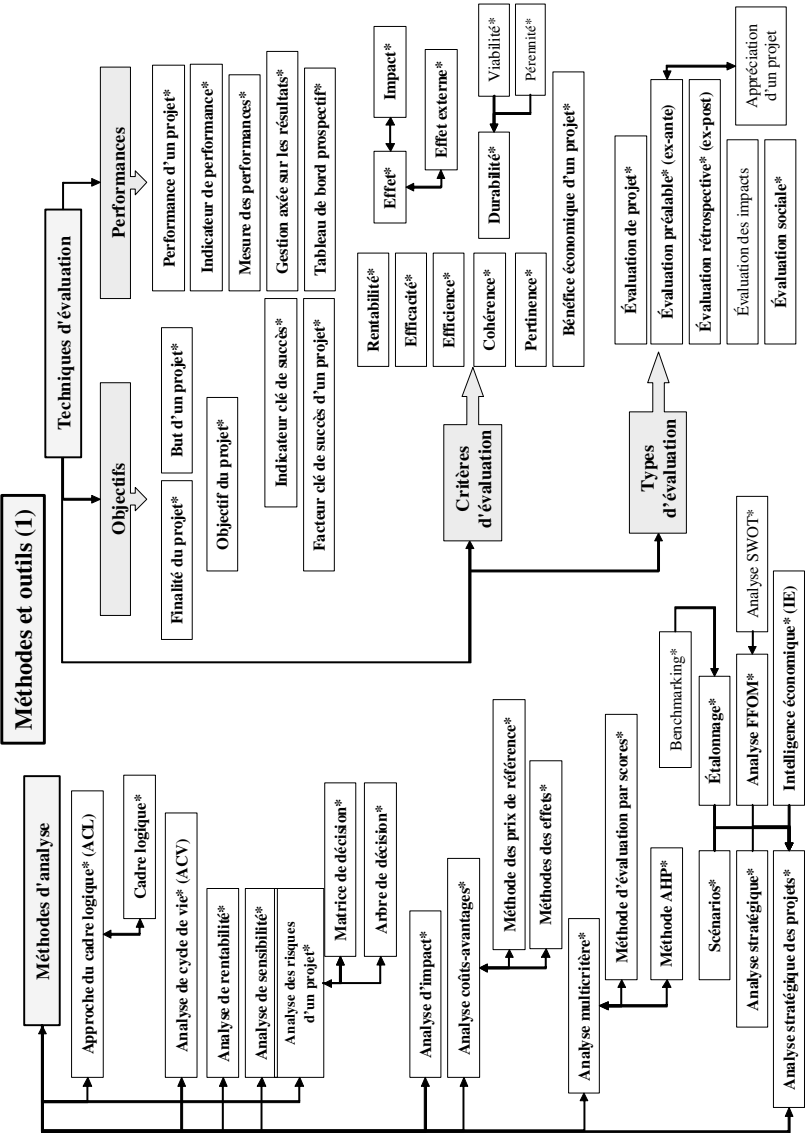 Méthodes et outils (1)
Méthodes d'analyse
Approche du cadre logique* (ACL)
Cadre logique*
Analyse de cycle de vie* (ACV)
Analyse de rentabilité*
Analyse de sensibilité*
Analyse des risques
d'un projet*
Matrice de décision*
Arbre de décision*
Analyse d'impact*
Analyse coûts-avantages*
Méthode des prix de référence*
Méthodes des effets*
Analyse multicritère*
Méthode d'évaluation par scores*
Méthode AHP*
Scénarios*
Analyse stratégique*
Analyse stratégique des projets*
Benchmarking*
Étalonnage*
Analyse SWOT*
Analyse FFOM*
Intelligence économique* (IE)
Techniques d'évaluation
Objectifs
Finalité du projet*
But d'un projet*
Objectif du projet*
Indicateur clé de succès*
Facteur clé de succès d'un projet*
Performances
Performance d'un projet*
Indicateur de performance*
Mesure des performances*
Gestion axée sur les résultats*
Tableau de bord prospectif*
Critères
d'évaluation
Rentabilité*
Efficacité*
Efficience*
Cohérence*
Pertinence*
Bénéfice économique d'un projet*
Effet*
Impact*
Effet externe*
Durabilité*
Viabilité*
Pérennité*
Types
d'évaluation
Évaluation de projet*
Évaluation préalable* (ex-ante)
Évaluation rétrospective* (ex-post)
Évaluation des impacts
Évaluation sociale*
Appréciation
d'un projet